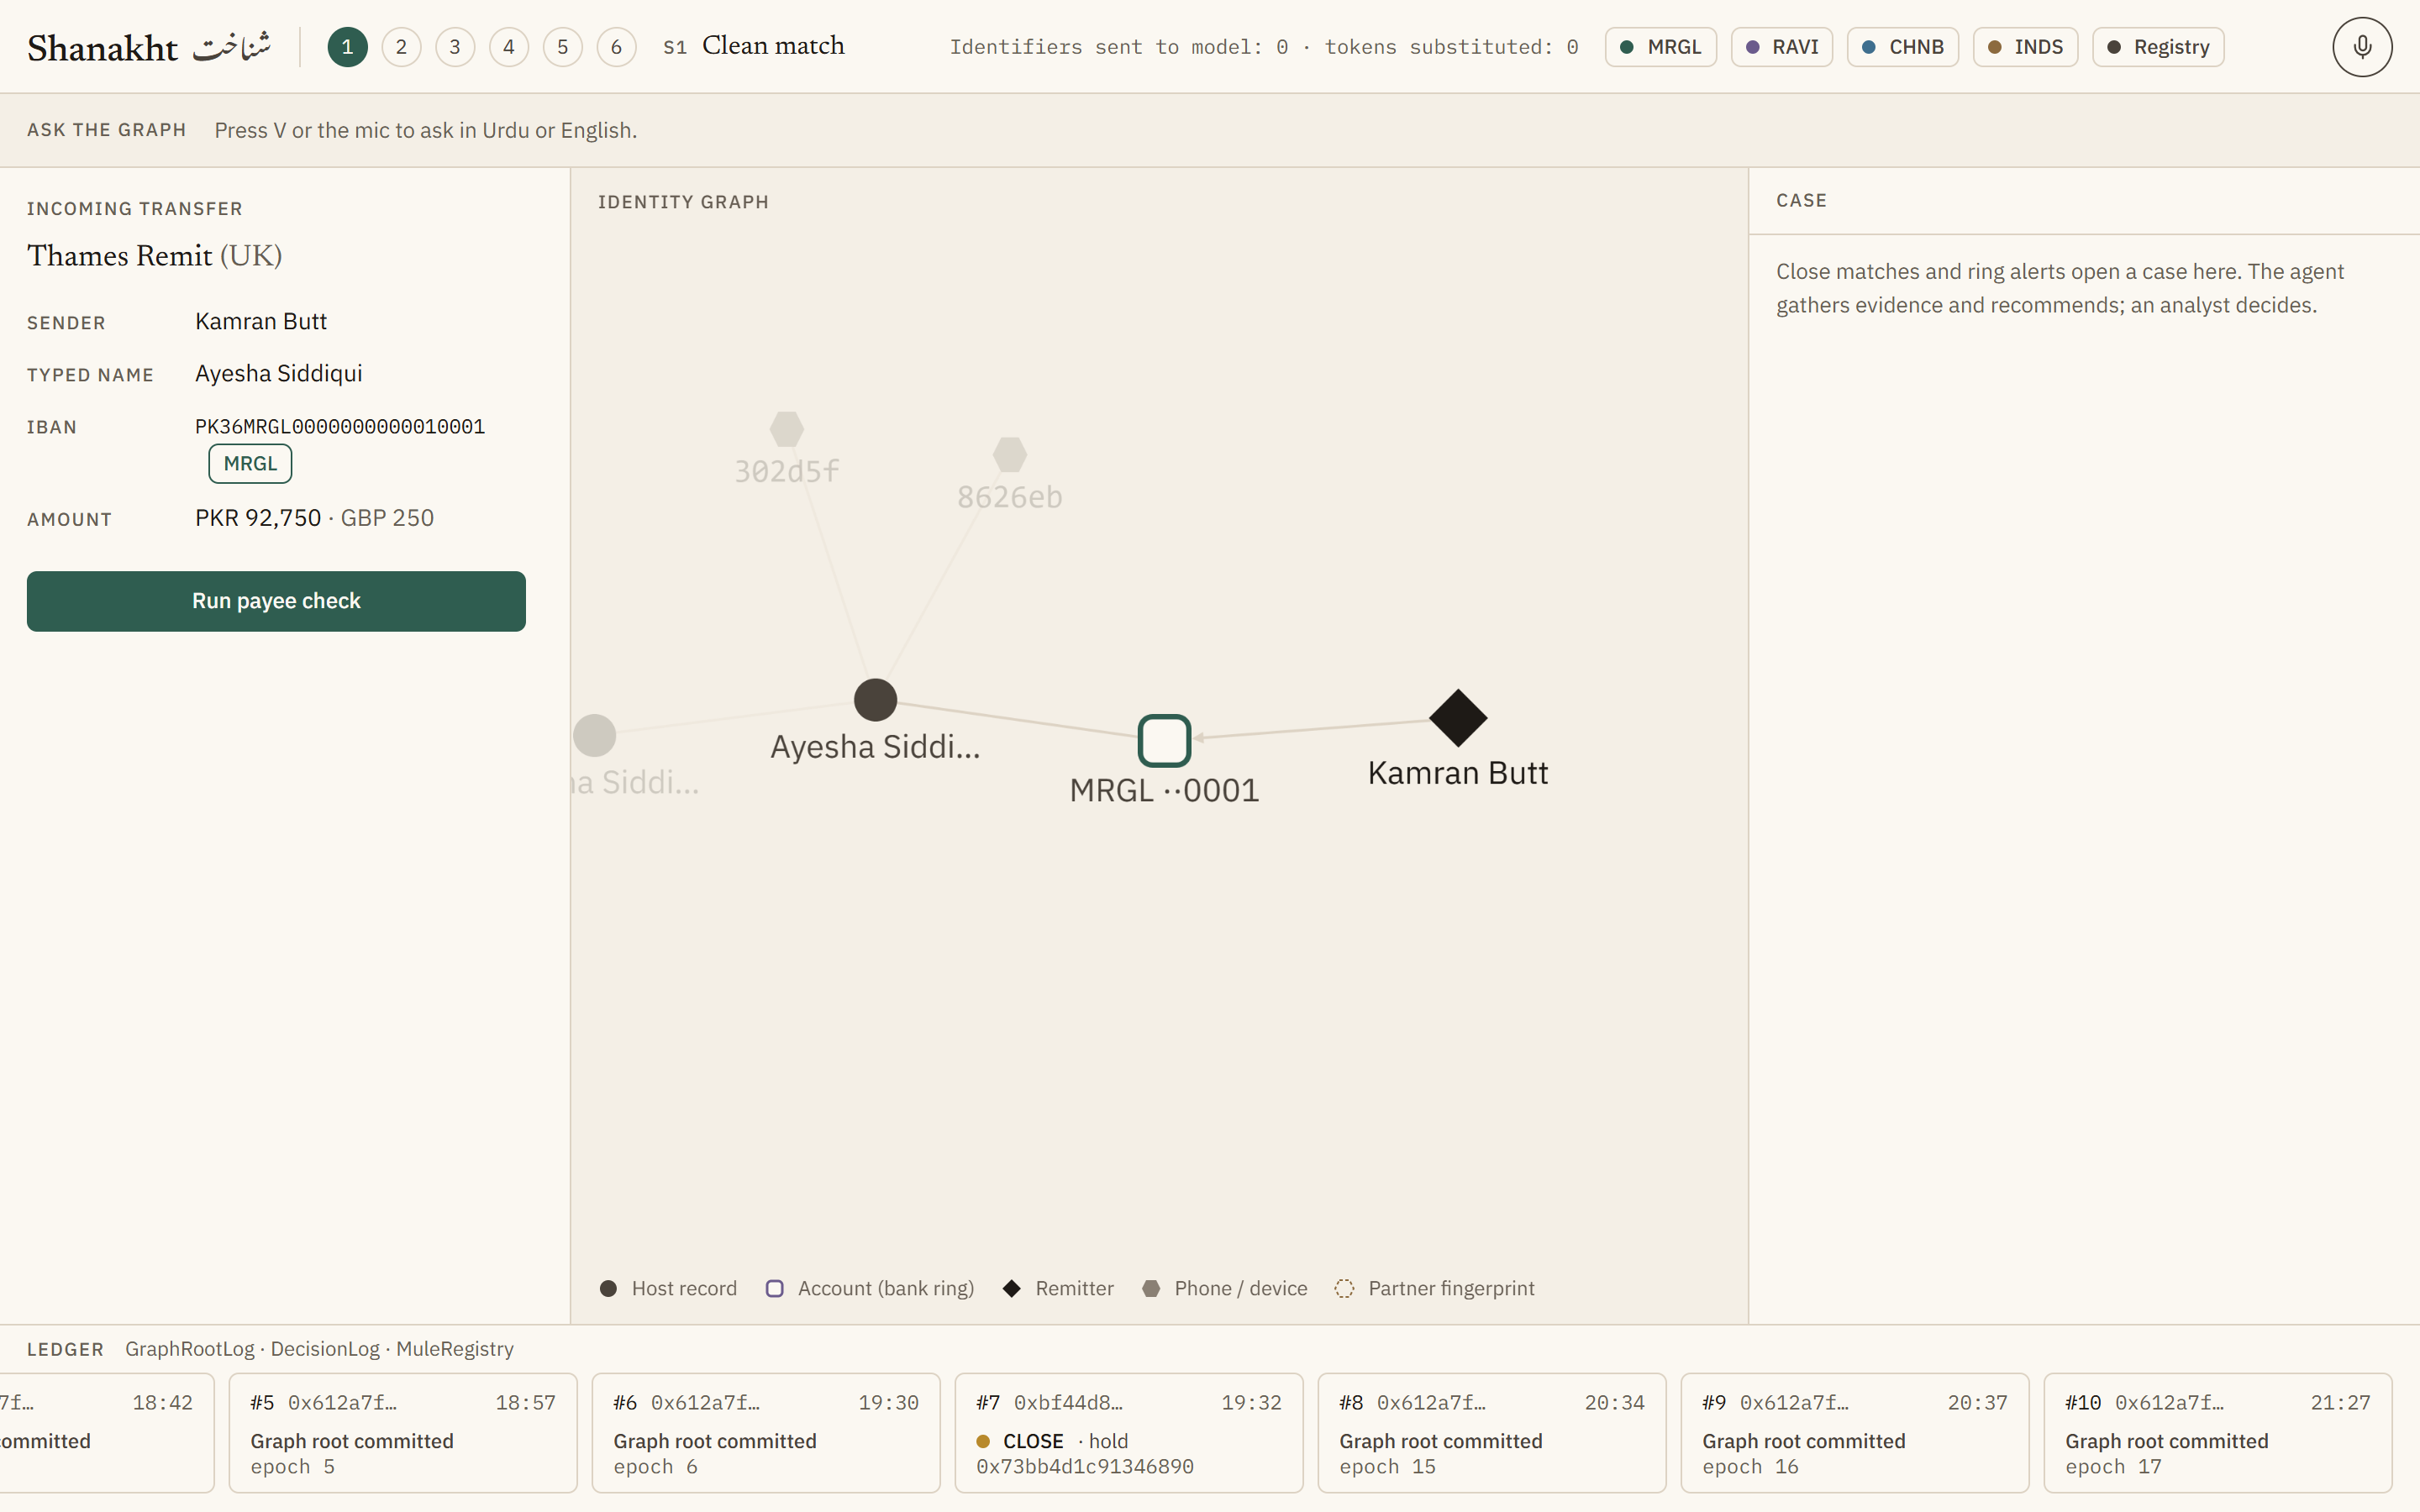 Shanakht شناخت
1 2 3 4 5 6
S1 Clean match
Identifiers sent to model: 0 · tokens substituted: 0
MRGL
RAVI
CHNB
INDS
Registry
ASK THE GRAPH Press V or the mic to ask in Urdu or English.
INCOMING TRANSFER
Thames Remit (UK)
SENDER Kamran Butt
TYPED NAME Ayesha Siddiqui
IBAN PK36MRGL0000000000010001
MRGL
AMOUNT PKR 92,750 · GBP 250
Run payee check
IDENTITY GRAPH
302d5f
8626eb
Ayesha Siddi...
a Siddi...
MRGL ··0001
Kamran Butt
Host record
Account (bank ring)
Remitter
Phone / device
Partner fingerprint
CASE
Close matches and ring alerts open a case here. The agent
gathers evidence and recommends; an analyst decides.
LEDGER GraphRootLog · DecisionLog · MuleRegistry
7f… 18:42
ommitted
#5 0x612a7f… 18:57
Graph root committed
epoch 5
#6 0x612a7f… 19:30
Graph root committed
epoch 6
#7 0xbf44d8… 19:32
CLOSE · hold
0x73bb4d1c91346890
#8 0x612a7f… 20:34
Graph root committed
epoch 15
#9 0x612a7f… 20:37
Graph root committed
epoch 16
#10 0x612a7f… 21:27
Graph root committed
epoch 17